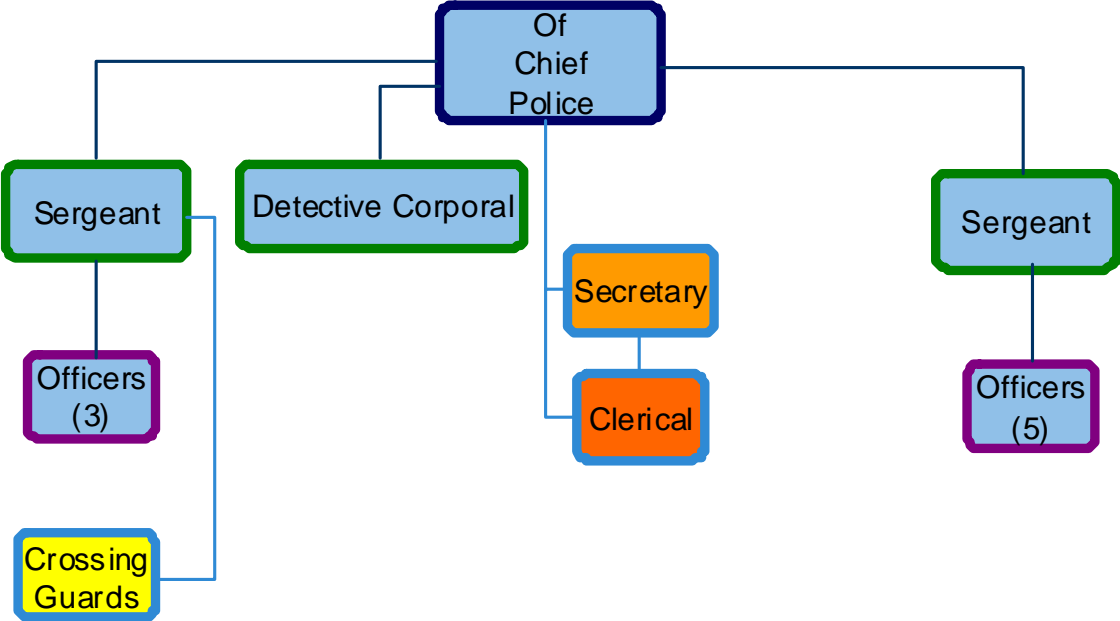 Of
Chief
Police
Sergeant
Detective Corporal
Sergeant
Secretary
Officers
(3)
Clerical
Officers
(5)
Crossing
Guards